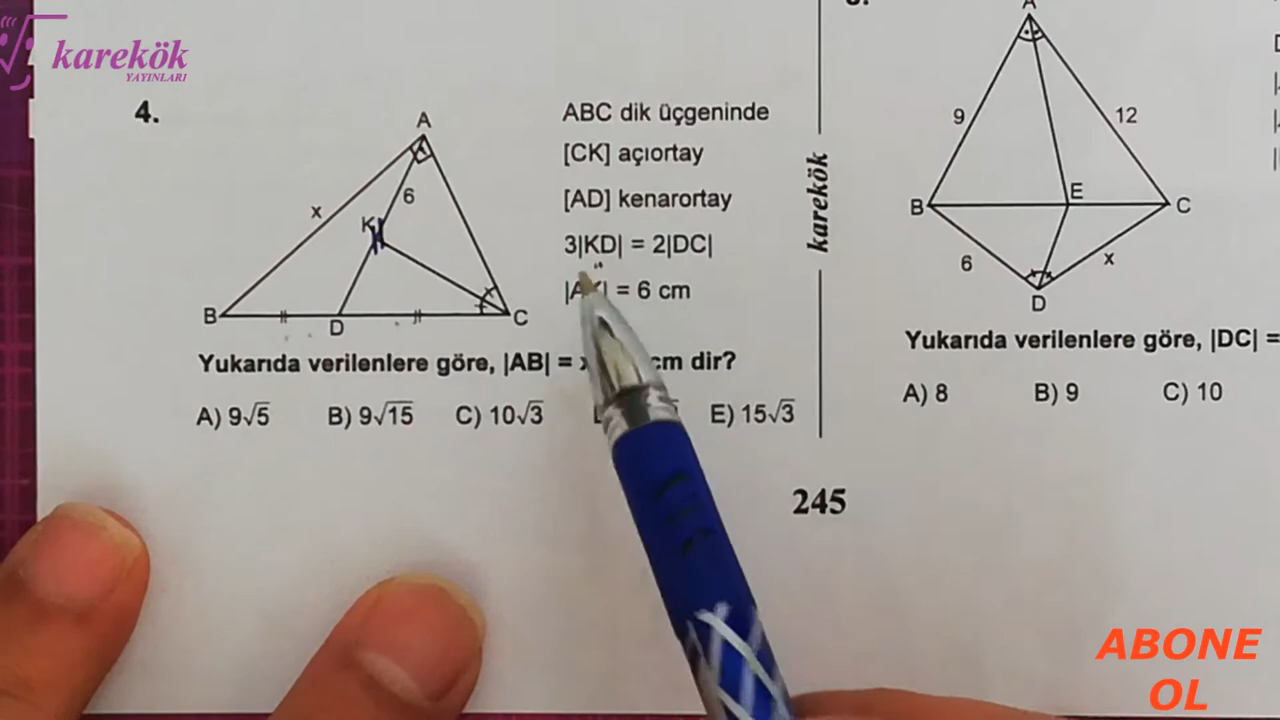 karekök
YAYINLARI
4.
ABC dik üçgeninde
[CK] açıortay
[AD] kenarortay
3|KD| = 2|DC|
= 6 cm
A
6
x
K
B
D
C
Yukarıda verilenlere göre, |AB| =
cm dir?
A) 9√5 B) 9√15 C) 10√3 E) 15√3
karekök
245
A
9
12
B
E
C
6
x
D
Yukarıda verilenlere göre, |DC| =
A) 8 B) 9 C) 10
ABONE
OL